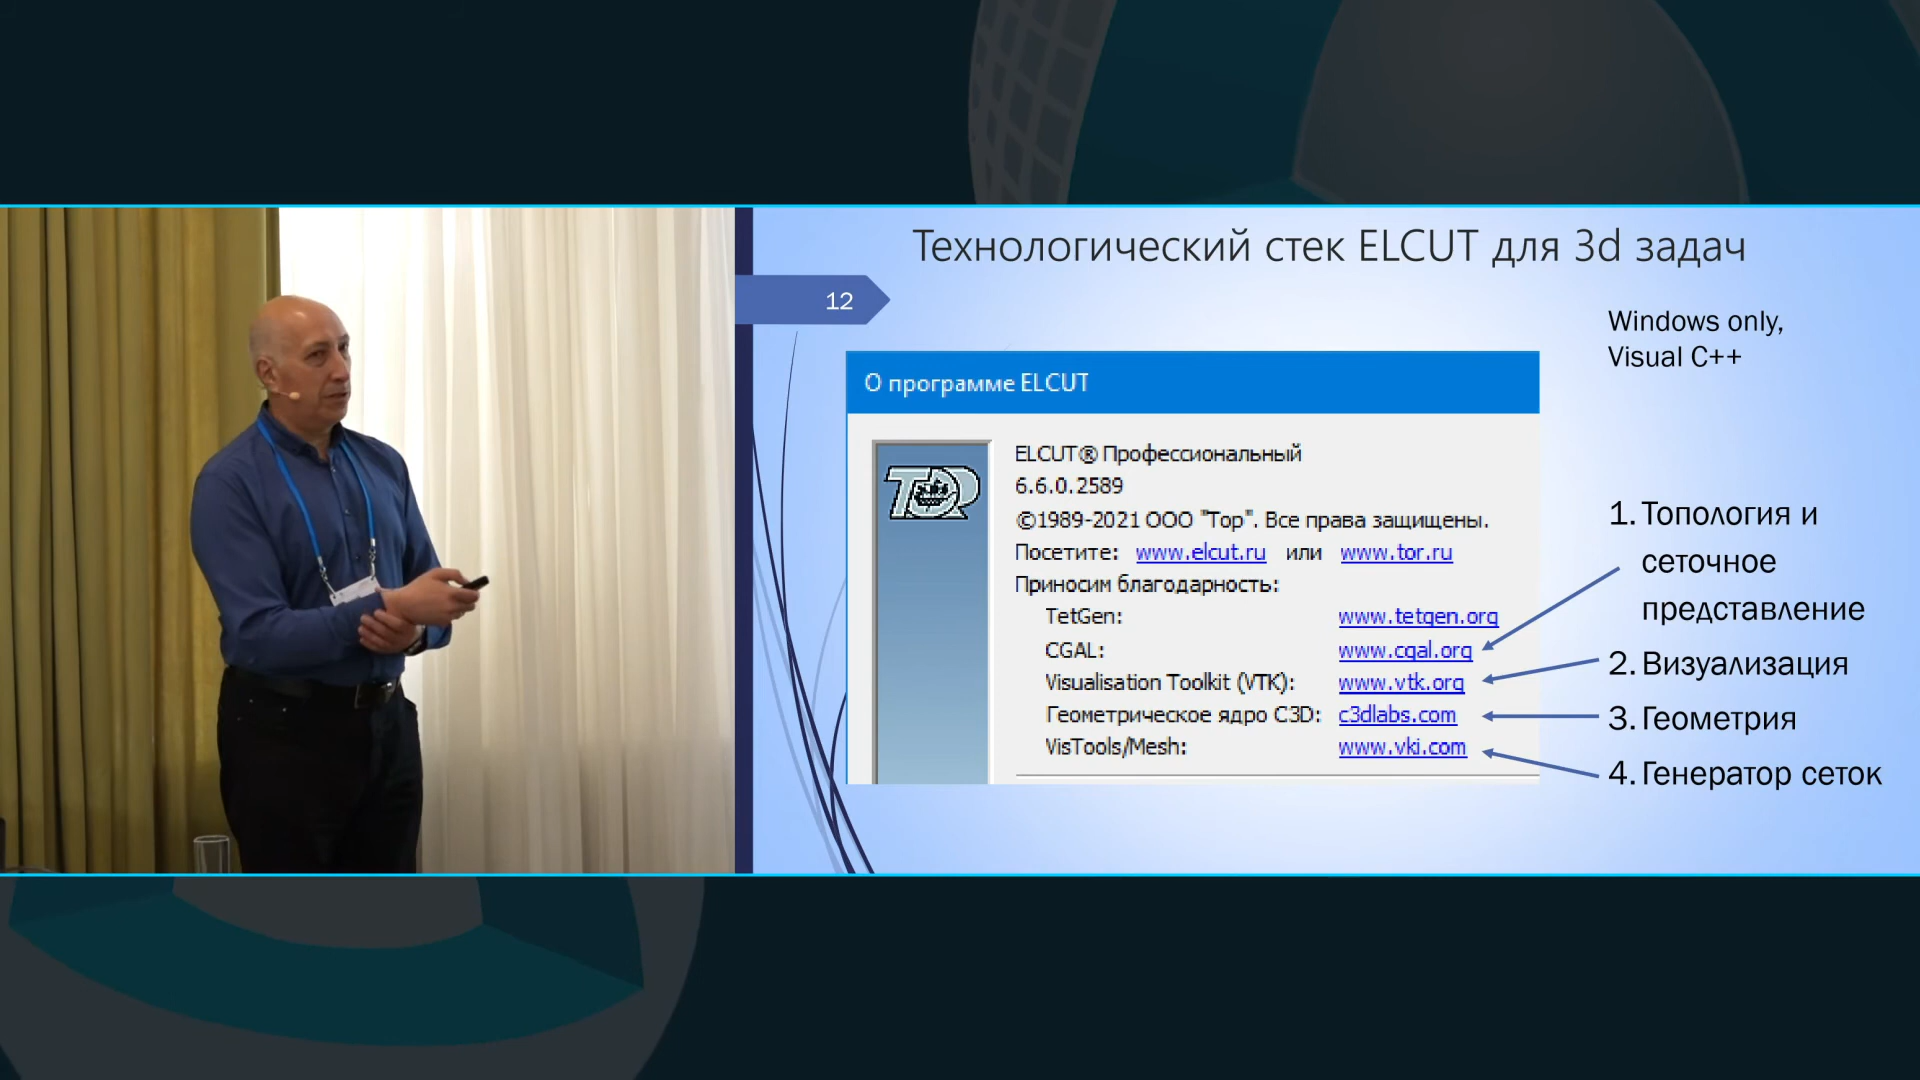 Технологический стек ELCUT для 3d задач
12
Windows only,
Visual C++
О программе ELCUT
TOP
ELCUT® Профессиональный
6.6.0.2589
©1989-2021 ООО "Тор". Все права защищены.
Посетите: www.elcut.ru или www.tor.ru
Приносим благодарность:
TetGen: www.tetgen.org
CGAL: www.cgal.org
Visualisation Toolkit (VTK): www.vtk.org
Геометрическое ядро C3D: c3dlabs.com
VisTools/Mesh: www.vki.com
1. Топология и
сеточное
представление
2. Визуализация
3. Геометрия
4. Генератор сеток